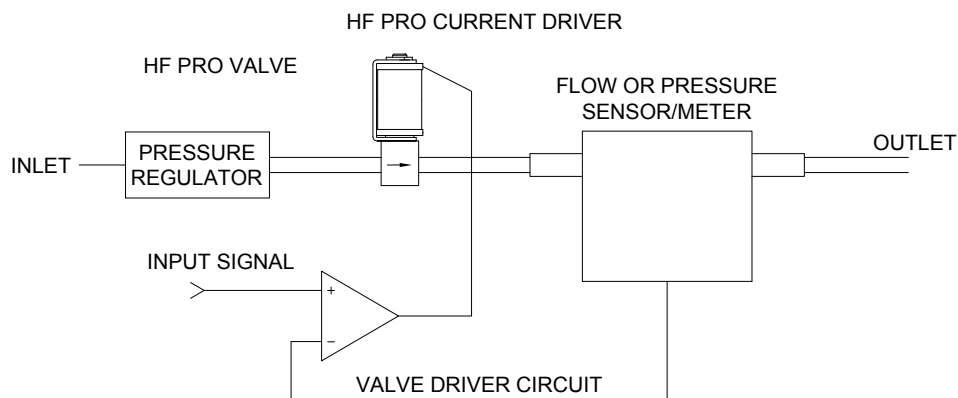 HF PRO CURRENT DRIVER
HF PRO VALVE
FLOW OR PRESSURE
SENSOR/METER
INLET
PRESSURE
REGULATOR
OUTLET
INPUT SIGNAL
+
−
VALVE DRIVER CIRCUIT